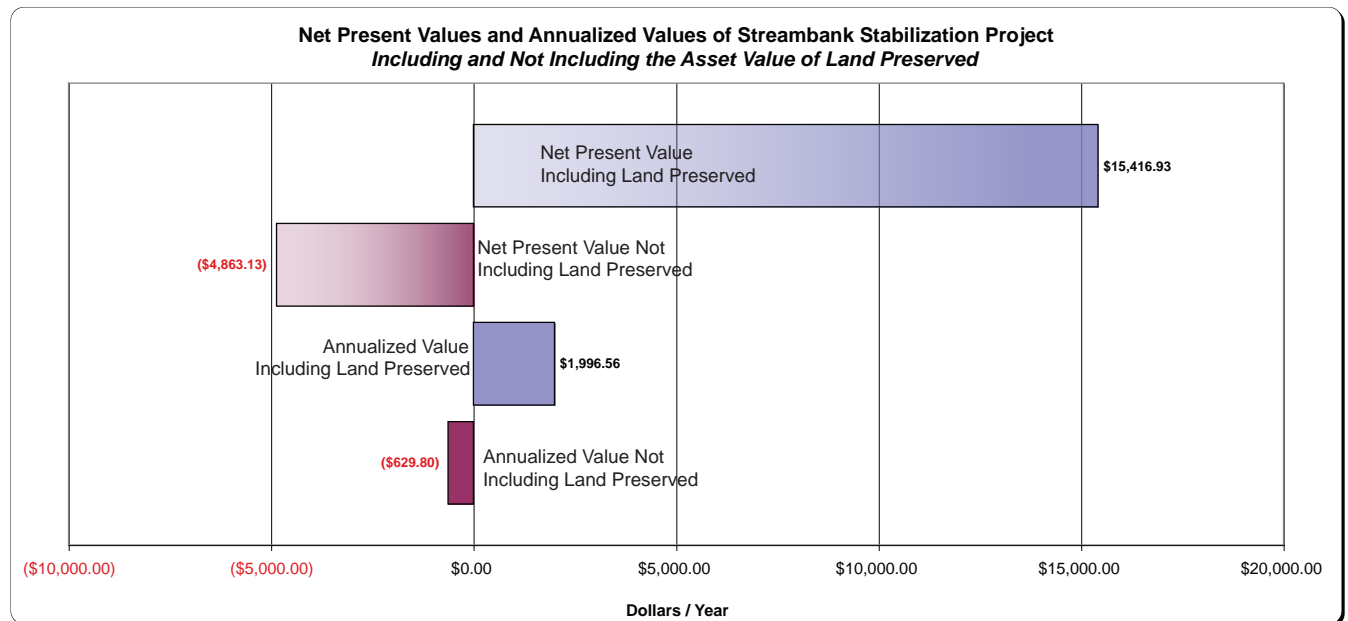 Net Present Values and Annualized Values of Streambank Stabilization Project
Including and Not Including the Asset Value of Land Preserved
Net Present Value
Including Land Preserved
$15,416.93
Net Present Value Not
Including Land Preserved
($4,863.13)
Annualized Value
Including Land Preserved
$1,996.56
($629.80)
Annualized Value Not
Including Land Preserved
($10,000.00) ($5,000.00) $0.00 $5,000.00 $10,000.00 $15,000.00 $20,000.00
Dollars / Year